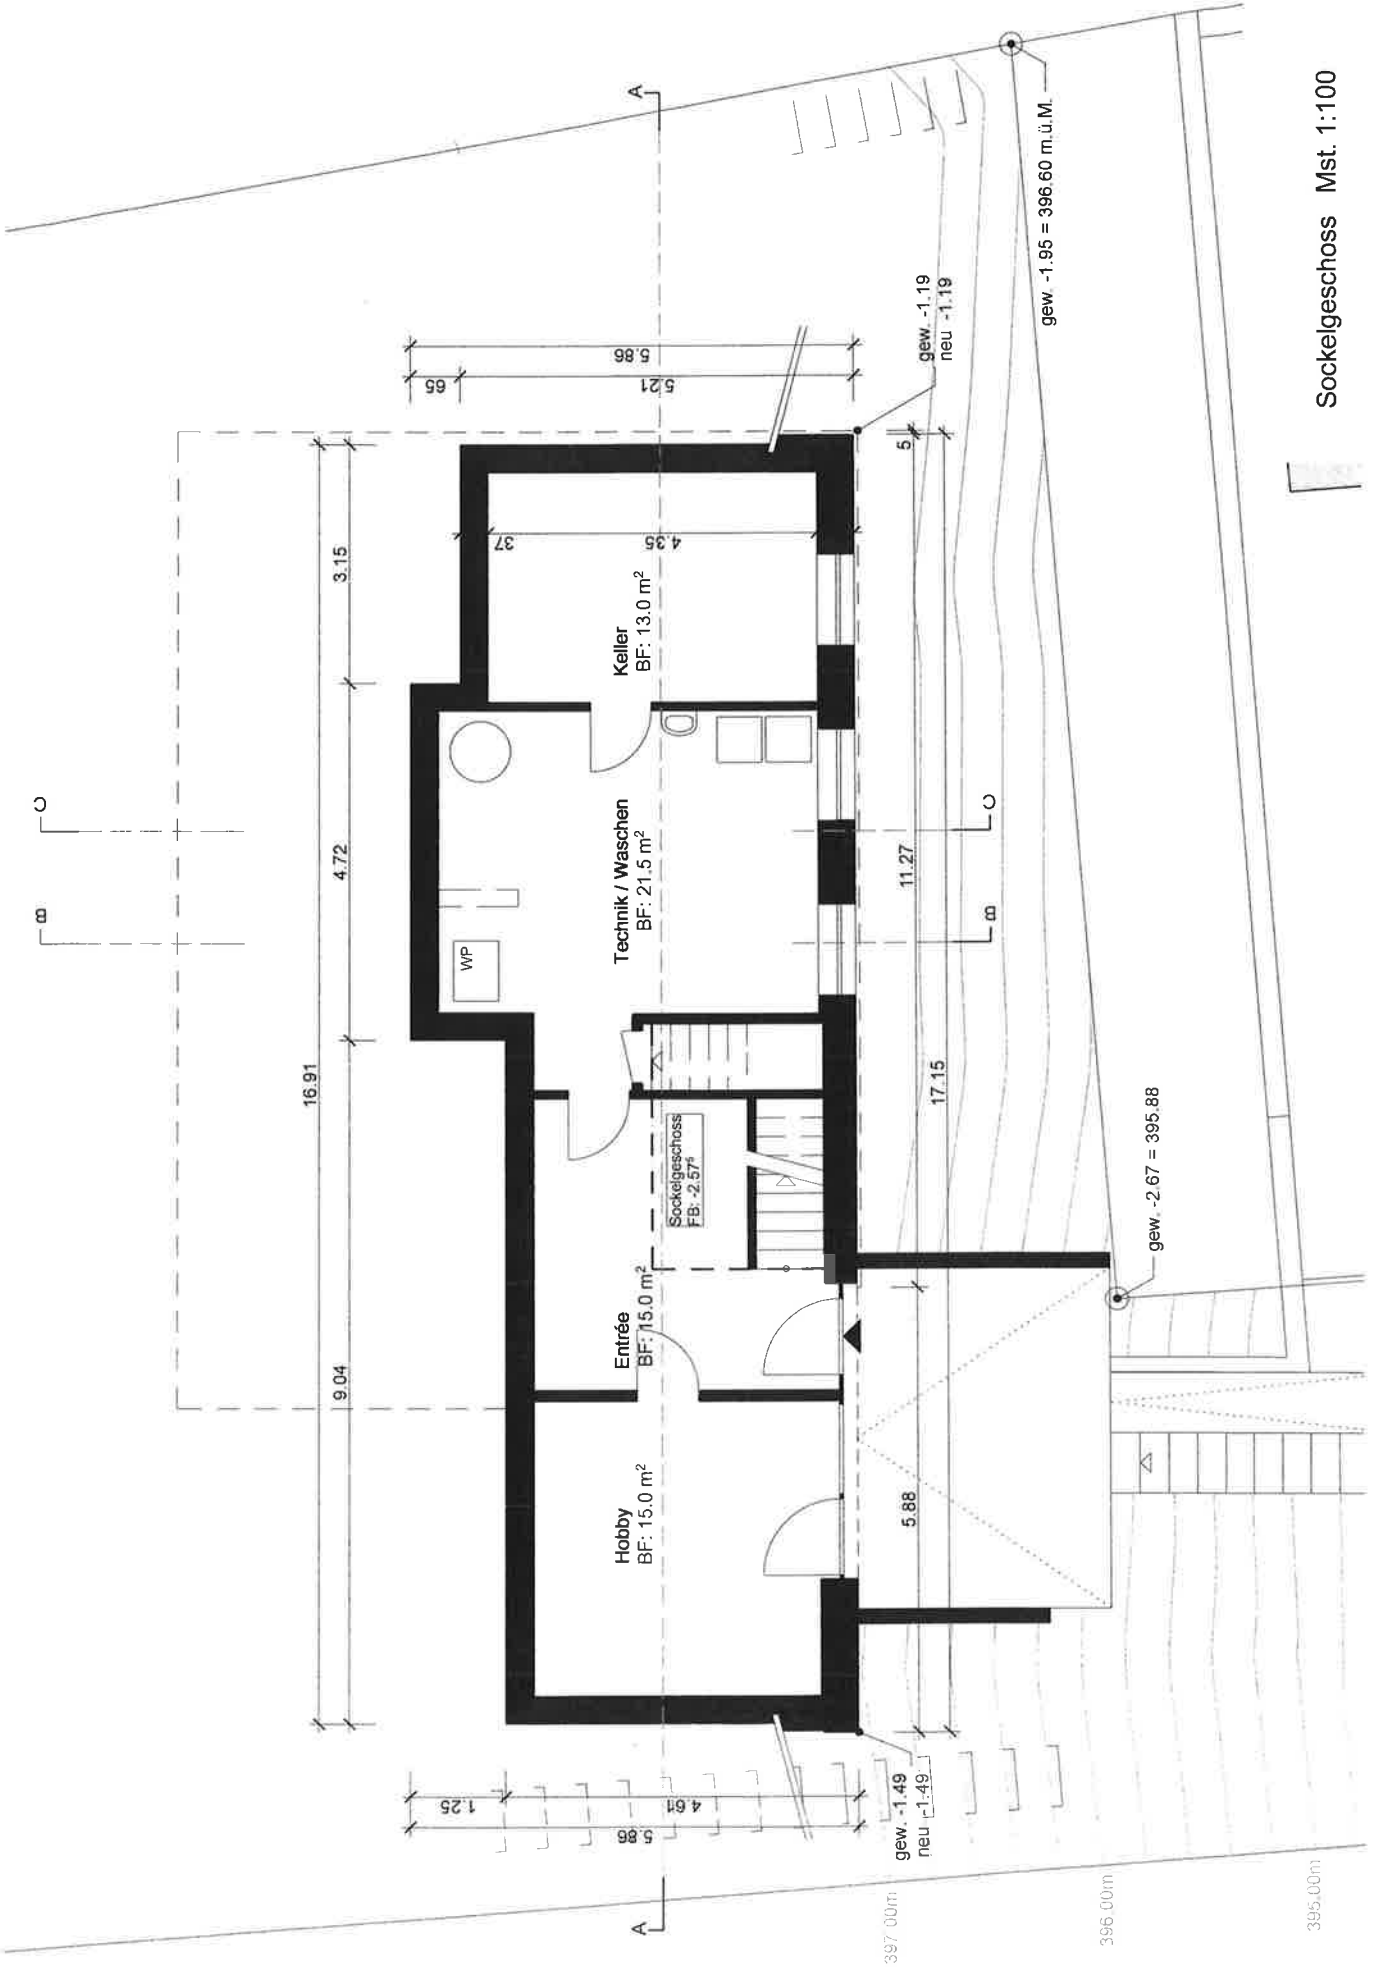 Sockelgeschoss Mst. 1:100
A
A
B
B
C
C
16.91
9.04
4.72
3.15
65
5.21
5.86
37
4.35
Keller
BF: 13.0 m²
Technik / Waschen
BF: 21.5 m²
WP
Sockelgeschoss
FB: -2.57⁵
Entrée
BF: 15.0 m²
Hobby
BF: 15.0 m²
1.25
4.61
5.86
5.88
11.27
5
17.15
gew. -1.49
neu -1.49
gew. -1.19
neu -1.19
gew. -2.67 = 395.88
gew. -1.95 = 396.60 m.ü.M.
397.00m
396.00m
395.00m